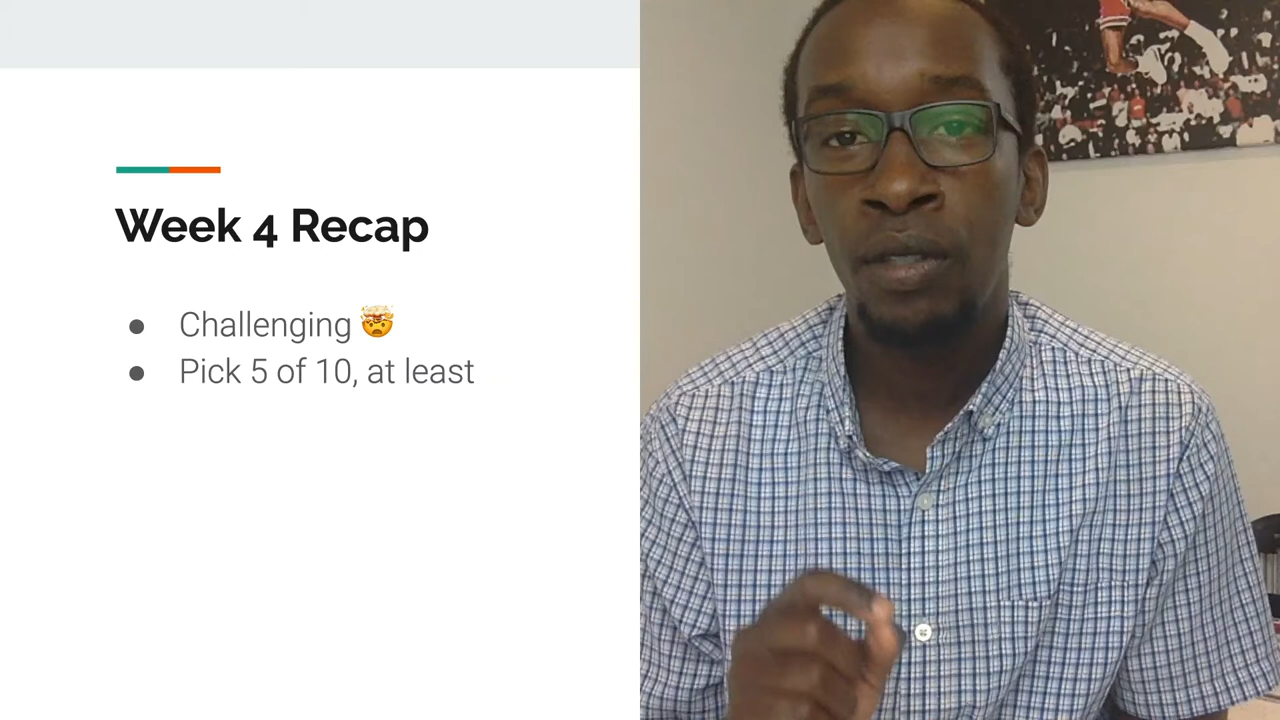 Week 4 Recap
● Challenging 🤯
● Pick 5 of 10, at least